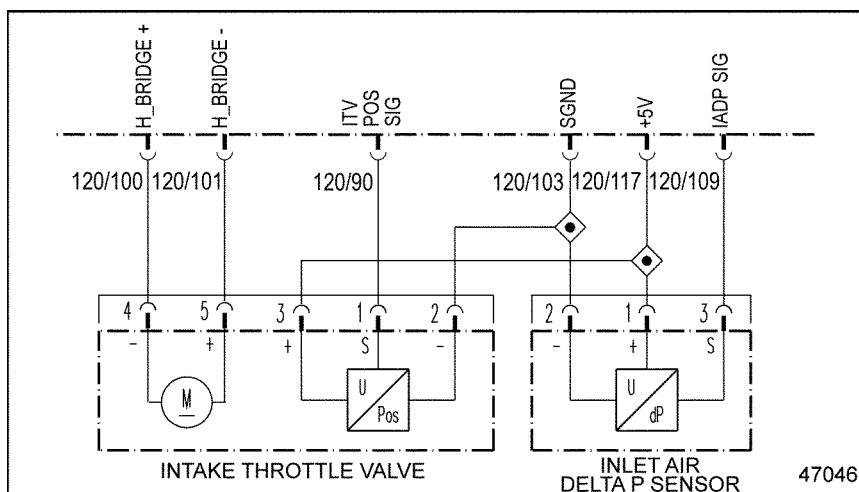 H_BRIDGE +
H_BRIDGE -
ITV
POS
SIG
SGND
+5V
IADP SIG
120/100 120/101 120/90 120/103 120/117 120/109
4 5 3 1 2 2 1 3
- + + S - - + S
M U Pos U dP
INTAKE THROTTLE VALVE
INLET AIR
DELTA P SENSOR
47046